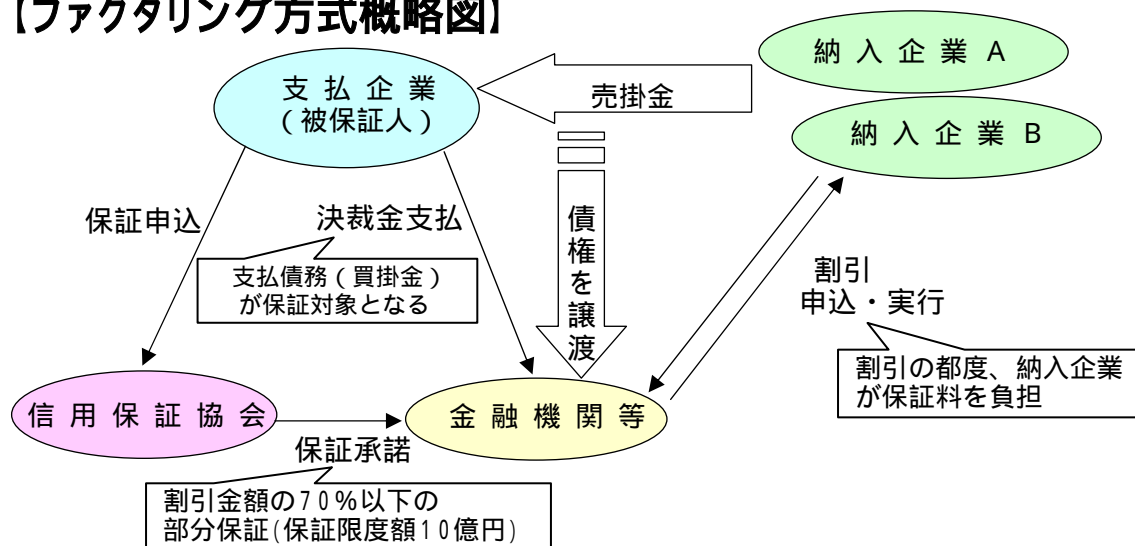 【ファクタリング方式概略図】
納入企業A
支払企業
(被保証人)
売掛金
納入企業B
保証申込
決裁金支払
債権を譲渡
支払債務(買掛金)
が保証対象となる
割引
申込・実行
割引の都度、納入企業
が保証料を負担
信用保証協会
金融機関等
保証承諾
割引金額の70%以下の
部分保証(保証限度額10億円)